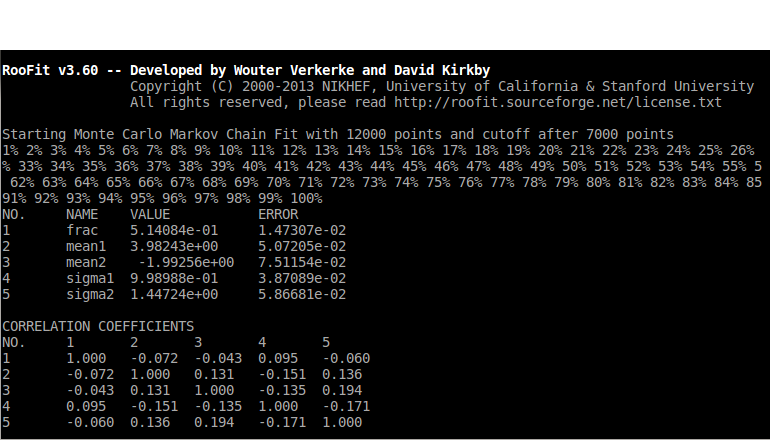 RooFit v3.60 -- Developed by Wouter Verkerke and David Kirkby
Copyright (C) 2000-2013 NIKHEF, University of California & Stanford University
All rights reserved, please read http://roofit.sourceforge.net/license.txt
Starting Monte Carlo Markov Chain Fit with 12000 points and cutoff after 7000 points
1% 2% 3% 4% 5% 6% 7% 8% 9% 10% 11% 12% 13% 14% 15% 16% 17% 18% 19% 20% 21% 22% 23% 24% 25% 26%
% 33% 34% 35% 36% 37% 38% 39% 40% 41% 42% 43% 44% 45% 46% 47% 48% 49% 50% 51% 52% 53% 54% 55% 5
62% 63% 64% 65% 66% 67% 68% 69% 70% 71% 72% 73% 74% 75% 76% 77% 78% 79% 80% 81% 82% 83% 84% 85
91% 92% 93% 94% 95% 96% 97% 98% 99% 100%
NO. NAME VALUE ERROR
1 frac 5.14084e-01 1.47307e-02
2 mean1 3.98243e+00 5.07205e-02
3 mean2 -1.99256e+00 7.51154e-02
4 sigma1 9.98988e-01 3.87089e-02
5 sigma2 1.44724e+00 5.86681e-02
CORRELATION COEFFICIENTS
NO. 1 2 3 4 5
1 1.000 -0.072 -0.043 0.095 -0.060
2 -0.072 1.000 0.131 -0.151 0.136
3 -0.043 0.131 1.000 -0.135 0.194
4 0.095 -0.151 -0.135 1.000 -0.171
5 -0.060 0.136 0.194 -0.171 1.000